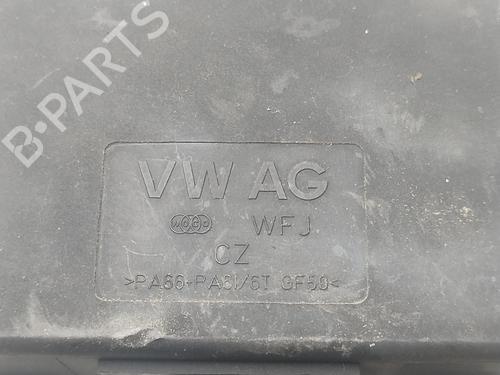 B-PARTS
VW AG
WFJ
CZ
>PA66+PA6I/6T GF50<